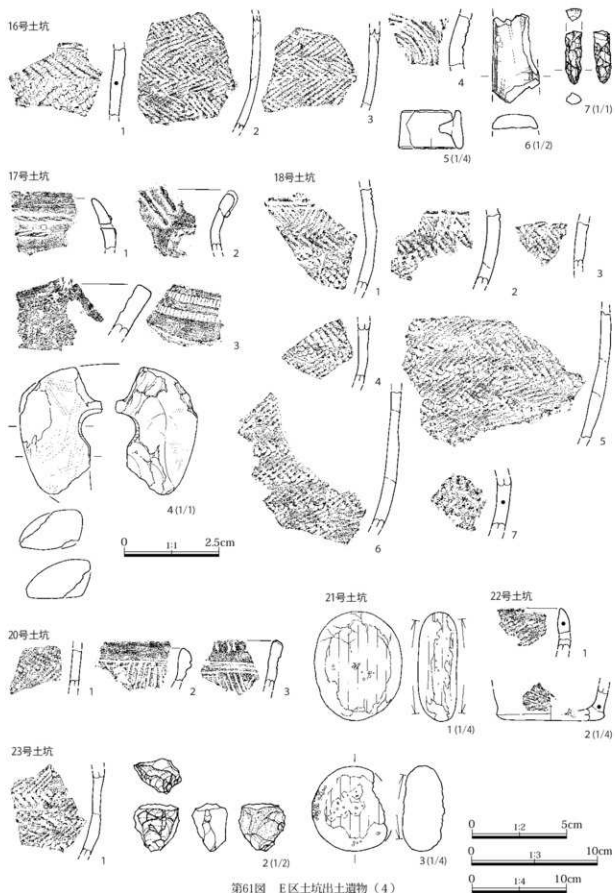 16号土坑
1
2
3
4
5 (1/4)
6 (1/2)
7 (1/1)
17号土坑
1
2
3
4 (1/1)
0 1:1 2.5cm
18号土坑
1
2
3
4
5
6
7
20号土坑
1
2
3
21号土坑
1 (1/4)
22号土坑
1
2 (1/4)
23号土坑
1
2 (1/2)
3 (1/4)
0 1:2 5cm
0 1:3 10cm
0 1:4 10cm
第61図 E区土坑出土遺物（4）